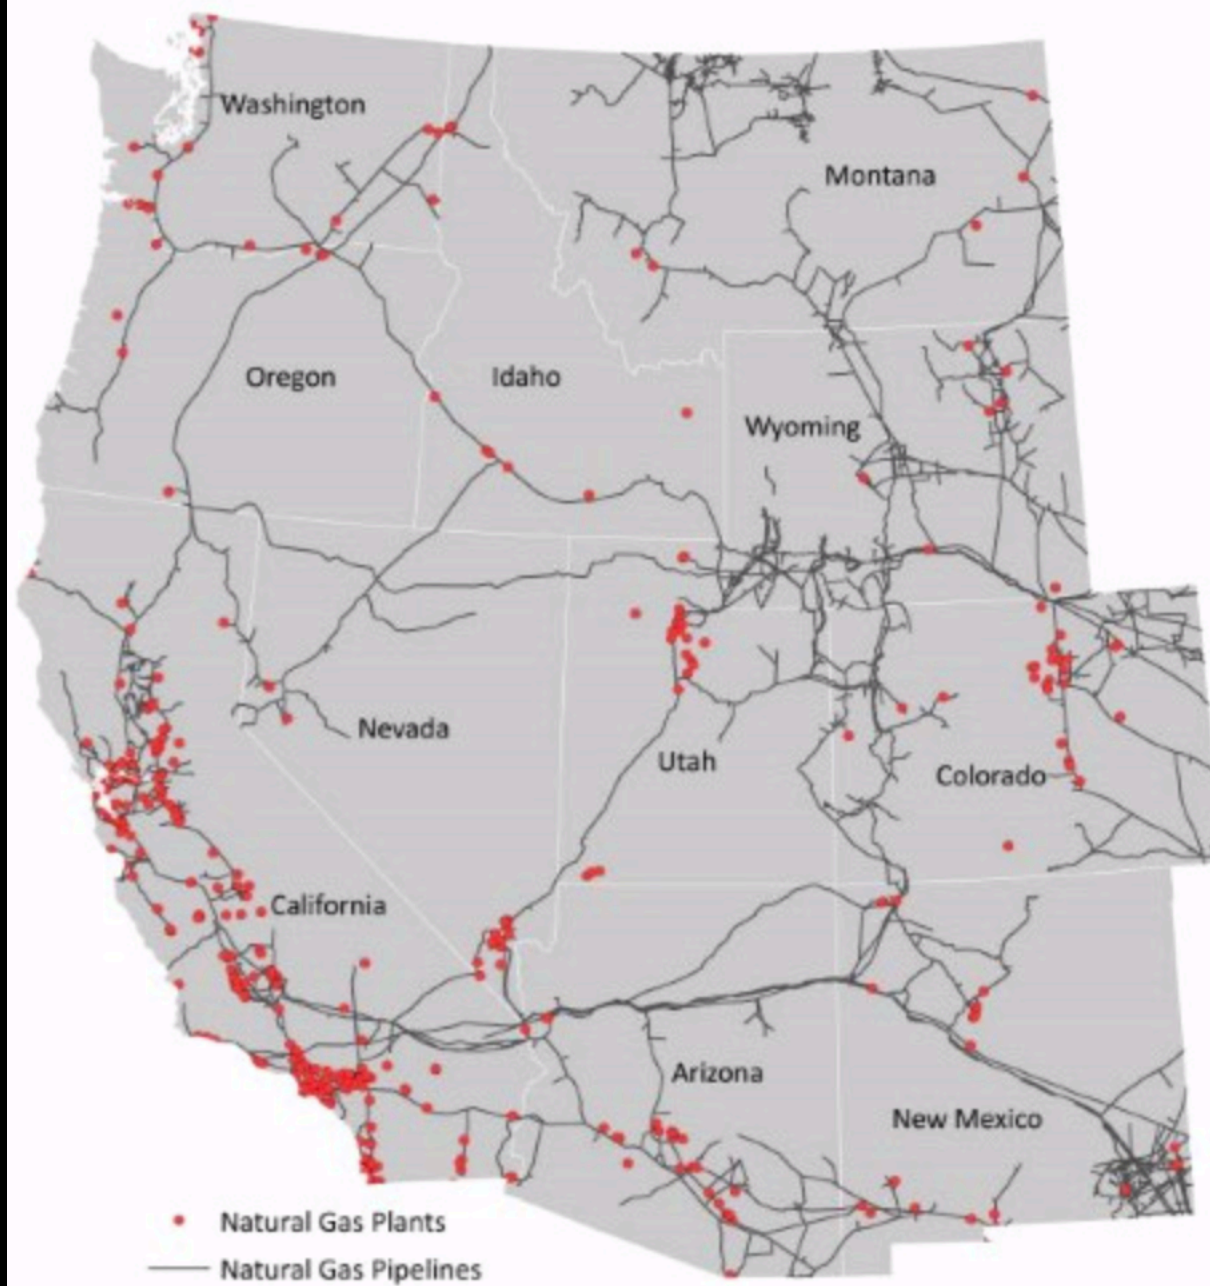 Washington
Montana
Oregon
Idaho
Wyoming
Nevada
Utah
Colorado
California
Arizona
New Mexico
Natural Gas Plants
Natural Gas Pipelines